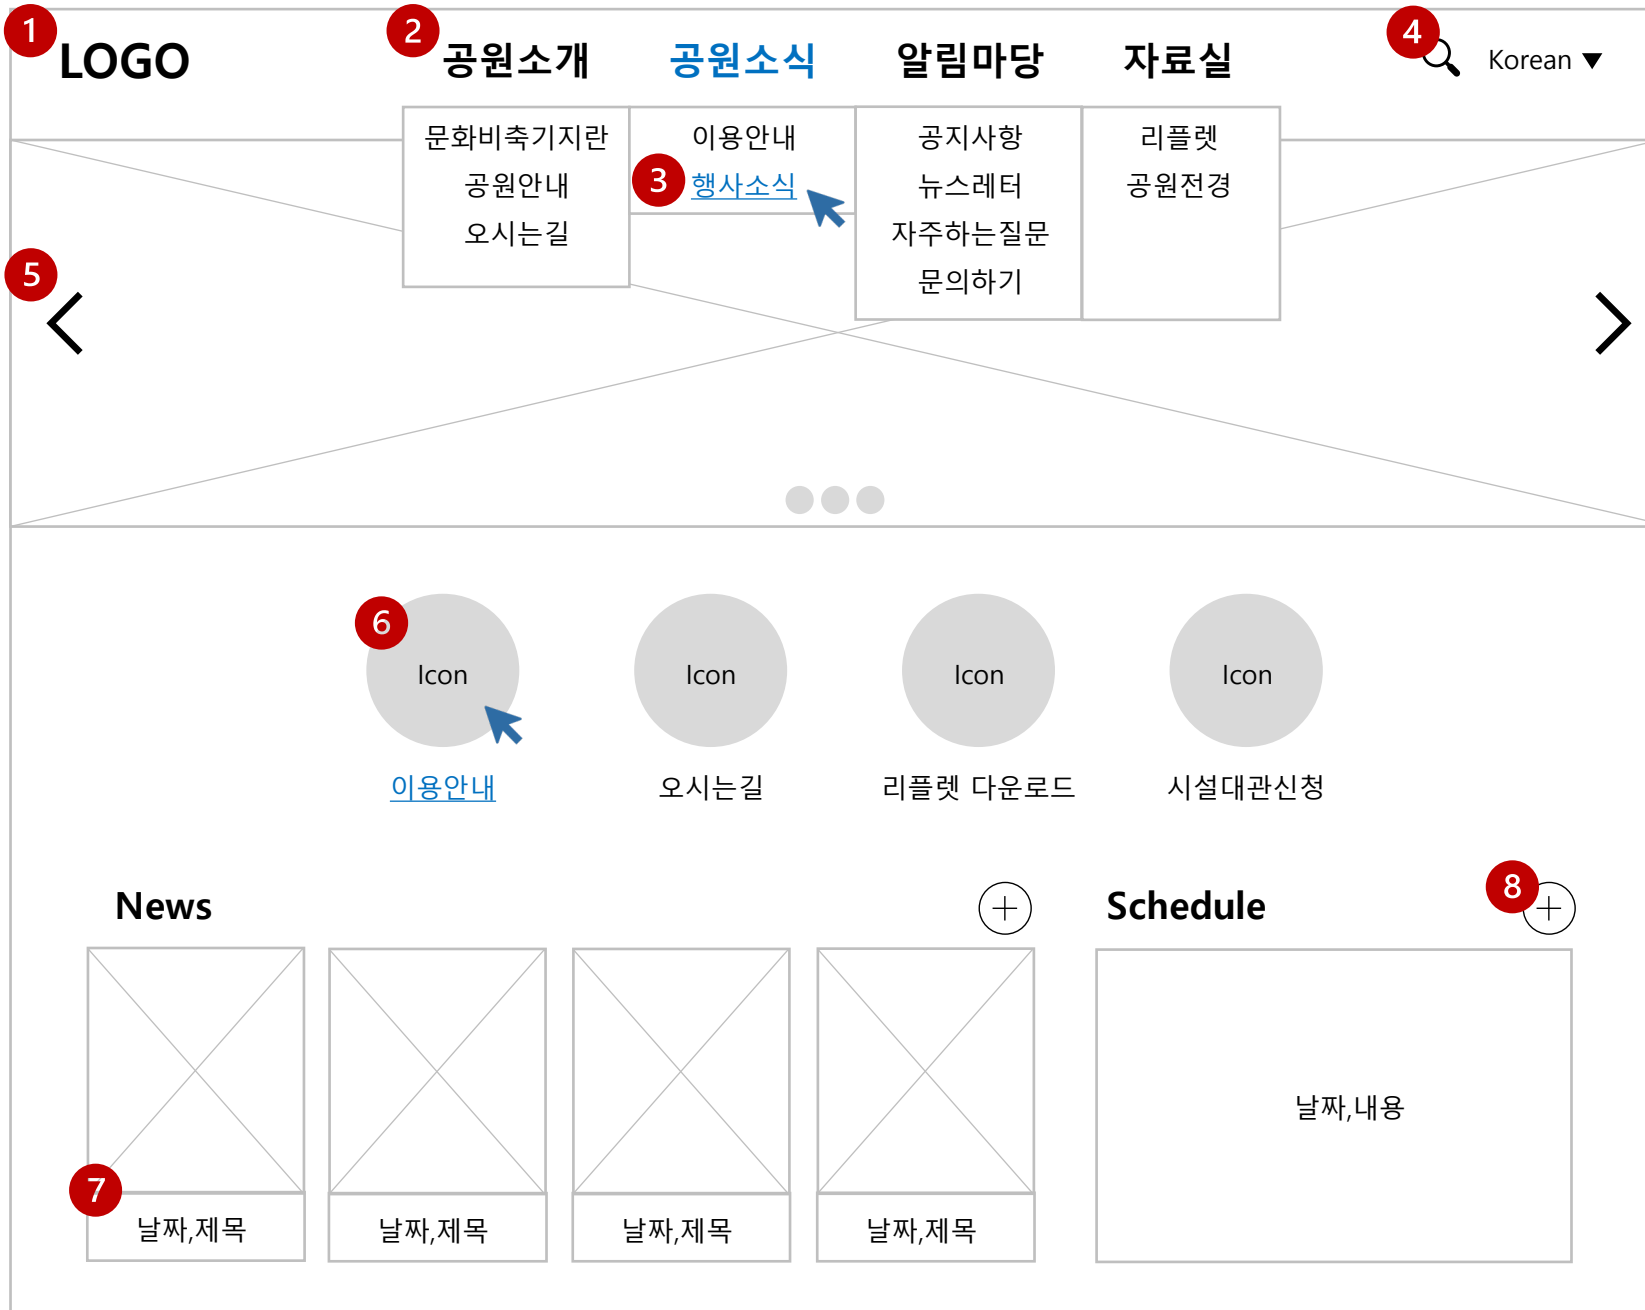 1
LOGO
2
공원소개
공원소식
알림마당
자료실
4
Korean ▼
문화비축기지란
공원안내
오시는길
이용안내
3
행사소식
공지사항
뉴스레터
자주하는질문
문의하기
리플렛
공원전경
5
6
Icon
Icon
Icon
Icon
이용안내
오시는길
리플렛 다운로드
시설대관신청
News
Schedule
8
7
날짜,제목
날짜,제목
날짜,제목
날짜,제목
날짜,내용